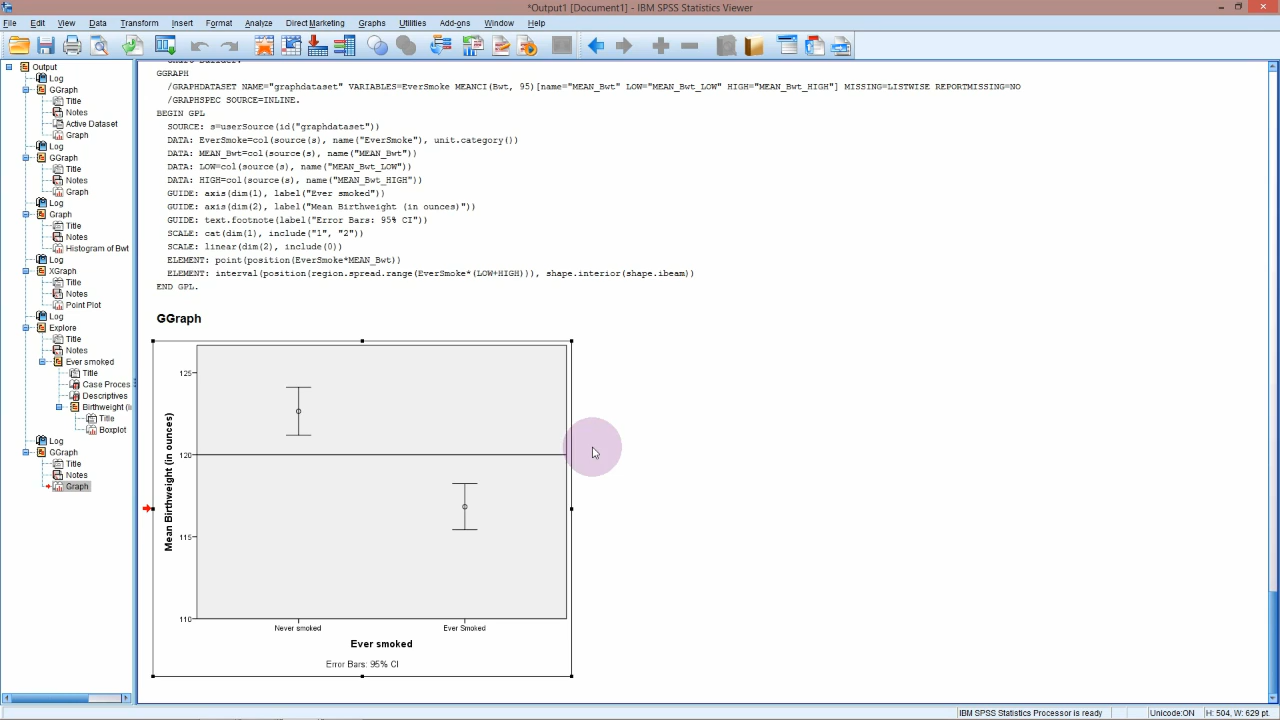 *Output1 [Document1] - IBM SPSS Statistics Viewer
File Edit View Data Transform Insert Format Analyze Direct Marketing Graphs Utilities Add-ons Window Help
Output
Log
GGraph
Title
Notes
Active Dataset
Graph
Log
GGraph
Title
Notes
Graph
Log
Graph
Title
Notes
Histogram of Bwt
Log
XGraph
Title
Notes
Point Plot
Log
Explore
Title
Notes
Ever smoked
Title
Case Proces
Descriptives
Birthweight (i
Title
Boxplot
Log
GGraph
Title
Notes
Graph
GGRAPH
/GRAPHDATASET NAME="graphdataset" VARIABLES=EverSmoke MEANCI(Bwt, 95)[name="MEAN_Bwt" LOW="MEAN_Bwt_LOW" HIGH="MEAN_Bwt_HIGH"] MISSING=LISTWISE REPORTMISSING=NO
/GRAPHSPEC SOURCE=INLINE.
BEGIN GPL
SOURCE: s=userSource(id("graphdataset"))
DATA: EverSmoke=col(source(s), name("EverSmoke"), unit.category())
DATA: MEAN_Bwt=col(source(s), name("MEAN_Bwt"))
DATA: LOW=col(source(s), name("MEAN_Bwt_LOW"))
DATA: HIGH=col(source(s), name("MEAN_Bwt_HIGH"))
GUIDE: axis(dim(1), label("Ever smoked"))
GUIDE: axis(dim(2), label("Mean Birthweight (in ounces)"))
GUIDE: text.footnote(label("Error Bars: 95% CI"))
SCALE: cat(dim(1), include("1", "2"))
SCALE: linear(dim(2), include(0))
ELEMENT: point(position(EverSmoke*MEAN_Bwt))
ELEMENT: interval(position(region.spread.range(EverSmoke*(LOW+HIGH))), shape.interior(shape.ibeam))
END GPL.
GGraph
Mean Birthweight (in ounces)
125
120
115
110
Never smoked Ever Smoked
Ever smoked
Error Bars: 95% CI
IBM SPSS Statistics Processor is ready Unicode:ON H: 504, W: 629 pt.